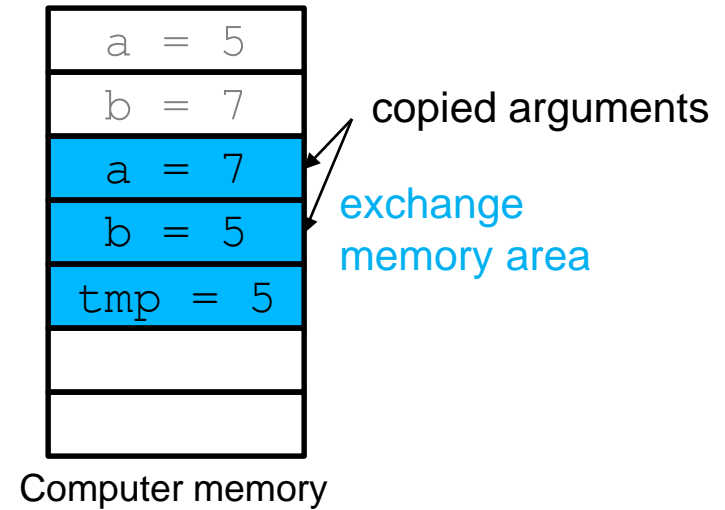 a = 5
b = 7
copied arguments
a = 7
b = 5
exchange
memory area
tmp = 5
Computer memory